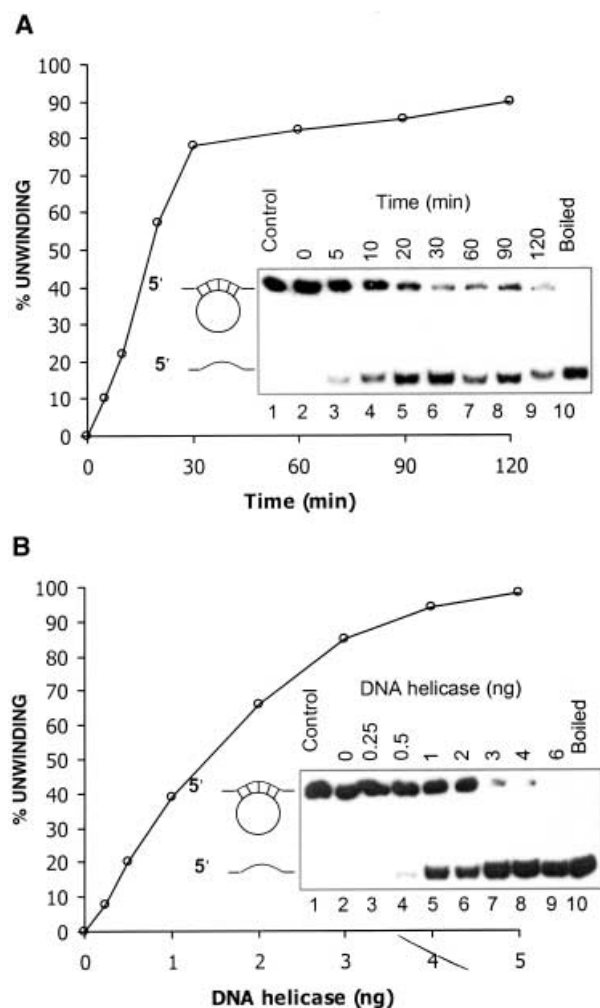 A
100
90
80
70
60
50
40
30
20
10
0
% UNWINDING
0 30 60 90 120
Time (min)
Time (min)
Control 0 5 10 20 30 60 90 120 Boiled
5'
5'
1 2 3 4 5 6 7 8 9 10
B
100
90
80
70
60
50
40
30
20
10
0
% UNWINDING
0 1 2 3 4 5
DNA helicase (ng)
DNA helicase (ng)
Control 0 0.25 0.5 1 2 3 4 6 Boiled
5'
5'
1 2 3 4 5 6 7 8 9 10